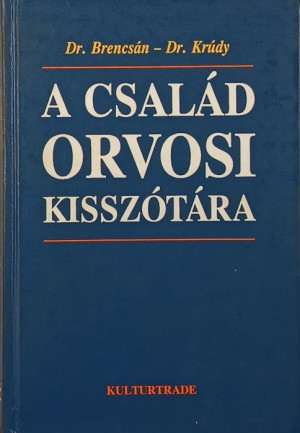 Dr. Brencsán – Dr. Krúdy
A CSALÁD
ORVOSI
KISSZÓTÁRA
KULTURTRADE